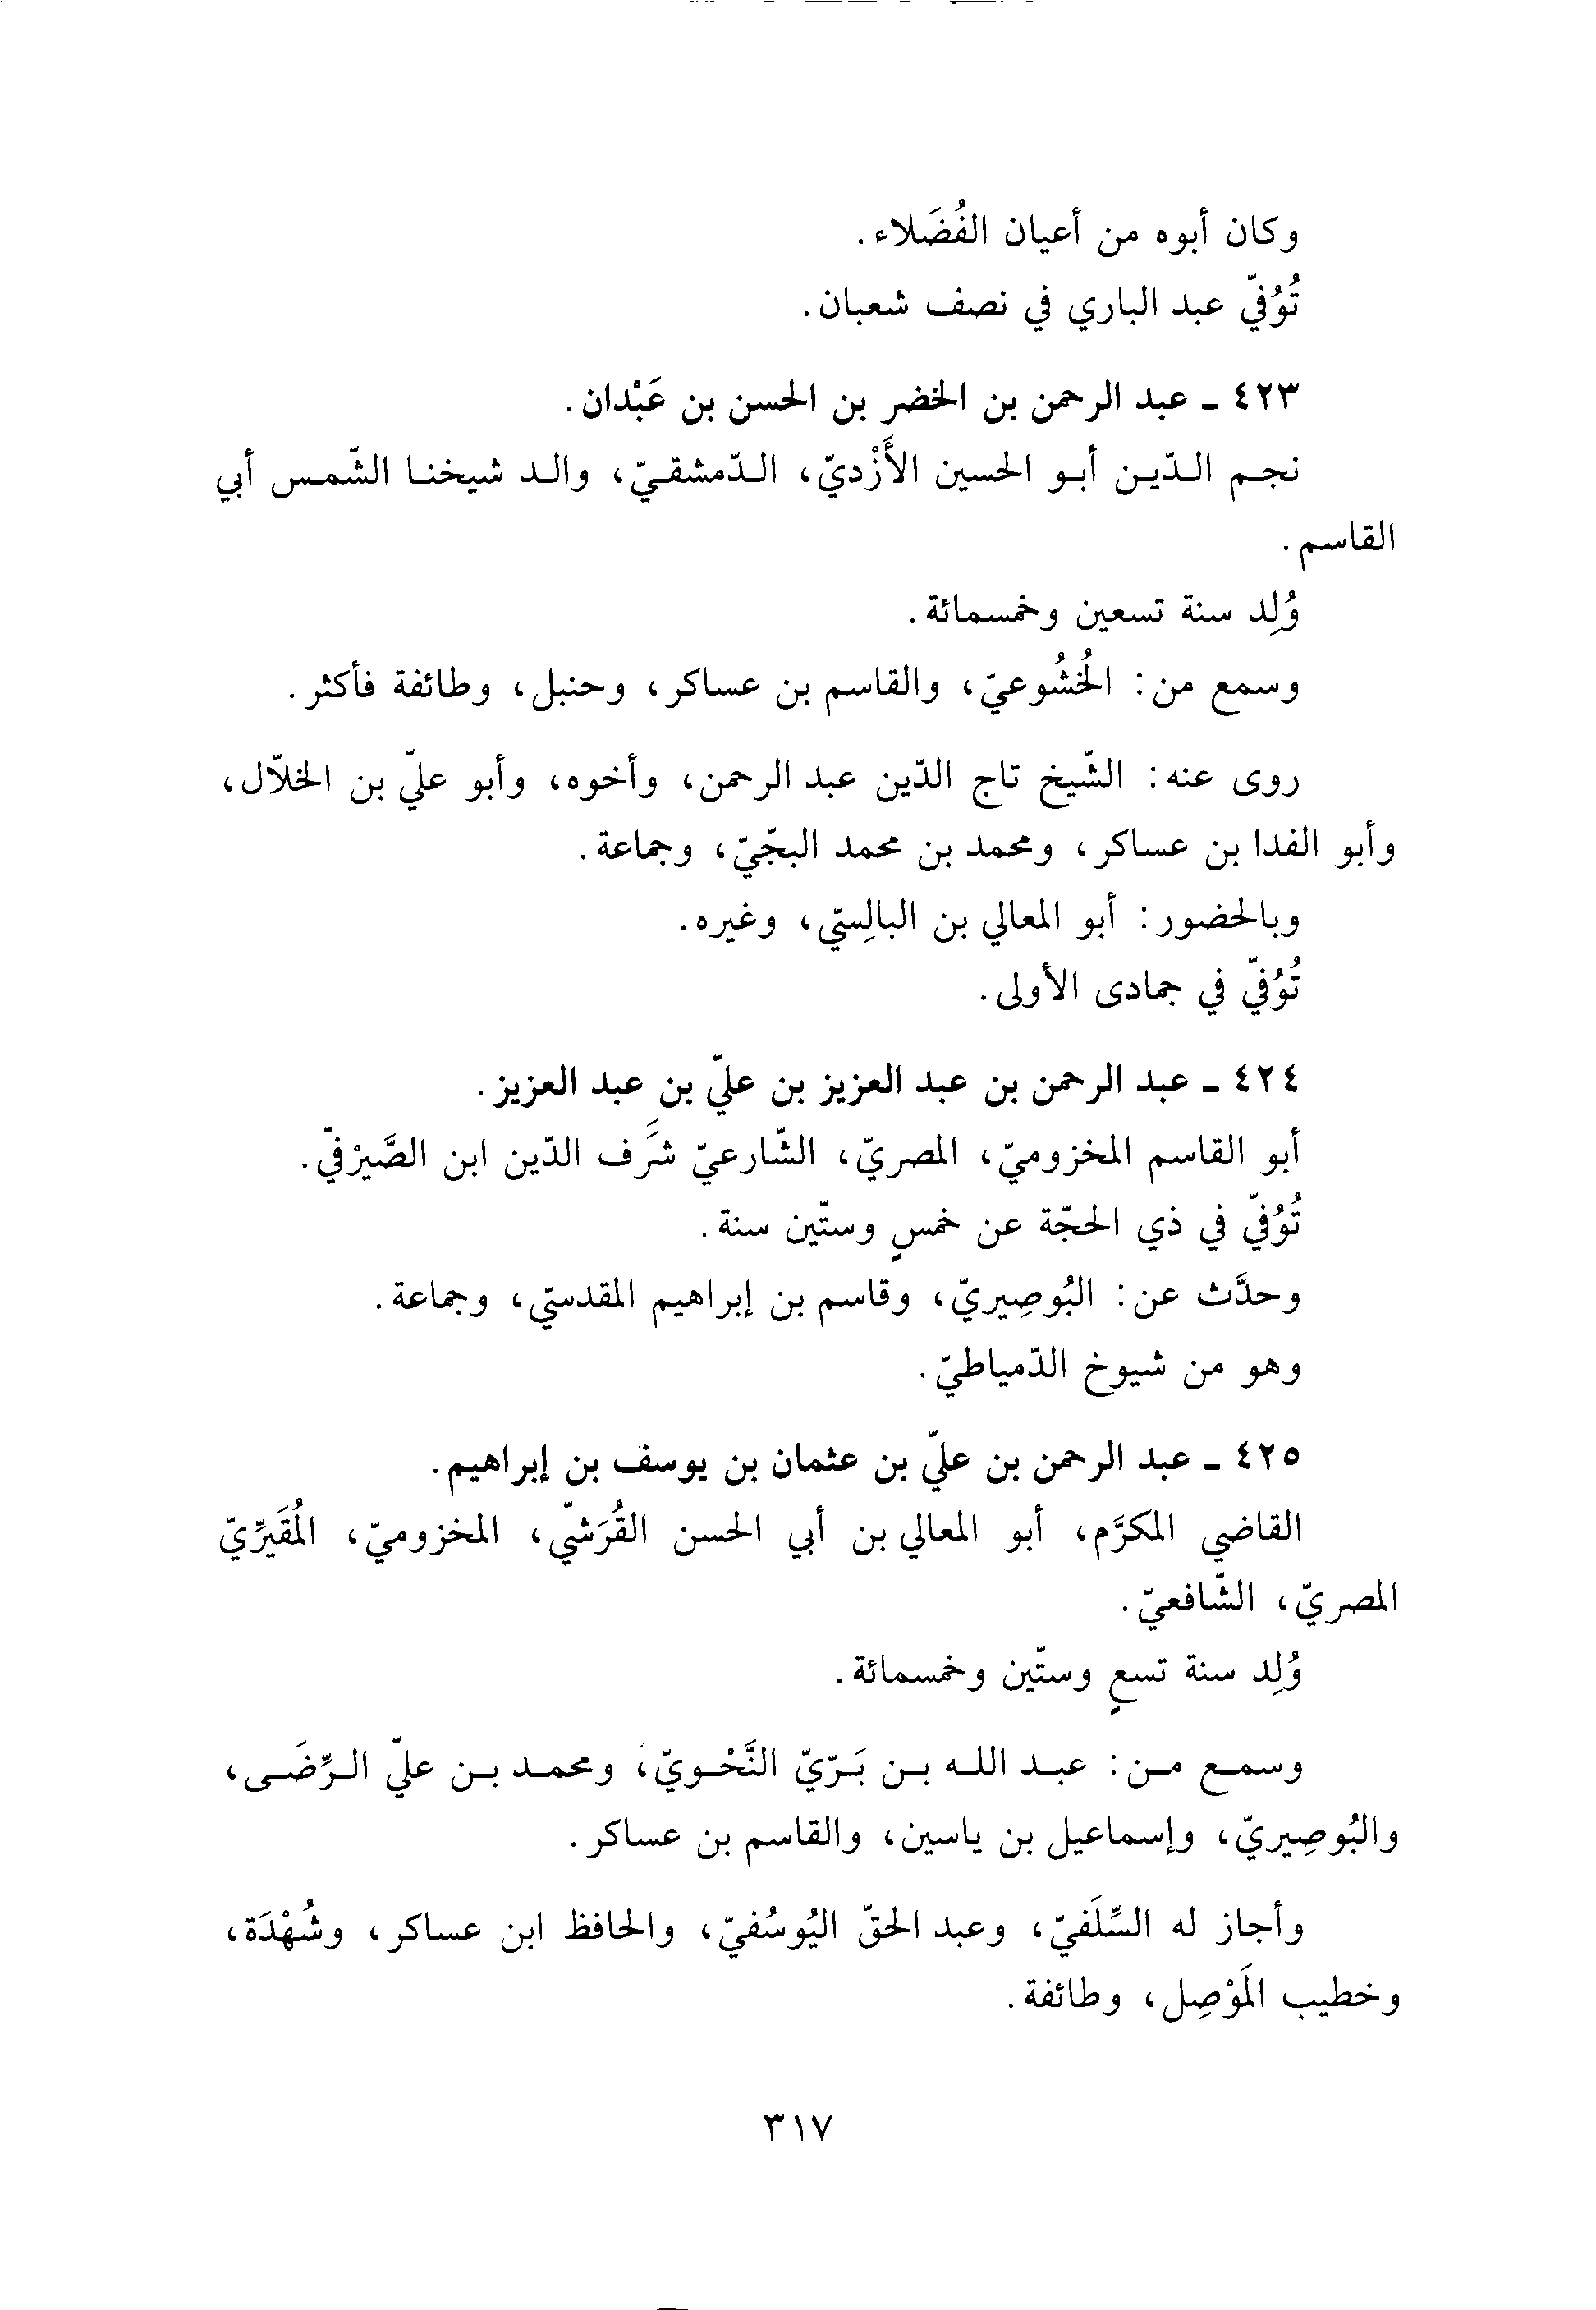 وكان أبوه من أعيان الفُضَلاء.
تُوُفّي عبد الباري في نصف شعبان.
٤٢٣ ـ عبد الرحمن بن الخضر بن الحسن بن عَبْدان.
نجم الدّين أبو الحسين الأَزْديّ، الدّمشقيّ، والد شيخنا الشّمس أبي
القاسم.
وُلِد سنة تسعين وخمسمائة.
وسمع من: الخُشُوعيّ، والقاسم بن عساكر، وحنبل، وطائفة فأكثر.
روى عنه: الشّيخ تاج الدّين عبد الرحمن، وأخوه، وأبو عليّ بن الخلاّل،
وأبو الفدا بن عساكر، ومحمد بن محمد البجّيّ، وجماعة.
وبالحضور: أبو المعالي بن البالِسيّ، وغيره.
تُوُفّي في جمادى الأولى.
٤٢٤ ـ عبد الرحمن بن عبد العزيز بن عليّ بن عبد العزيز.
أبو القاسم المخزوميّ، المصريّ، الشّارعيّ شَرَف الدّين ابن الصَّيرْفيّ.
تُوُفّي في ذي الحجّة عن خمسٍ وستّين سنة.
وحدَّث عن: البُوصِيريّ، وقاسم بن إبراهيم المقدسيّ، وجماعة.
وهو من شيوخ الدّمياطيّ.
٤٢٥ ـ عبد الرحمن بن عليّ بن عثمان بن يوسف بن إبراهيم.
القاضي المكرَّم، أبو المعالي بن أبي الحسن القُرَشيّ، المخزوميّ، المُقَيرِّيّ
المصريّ، الشّافعيّ.
وُلِد سنة تسعٍ وستّين وخمسمائة.
وسمع من: عبد الله بن بَرّيّ النَّحْويّ، ومحمد بن عليّ الرِّضَى،
والبُوصِيريّ، وإسماعيل بن ياسين، والقاسم بن عساكر.
وأجاز له السِّلَفيّ، وعبد الحقّ اليُوسُفيّ، والحافظ ابن عساكر، وشُهْدَة،
وخطيب المَوْصِل، وطائفة.
٣١٧